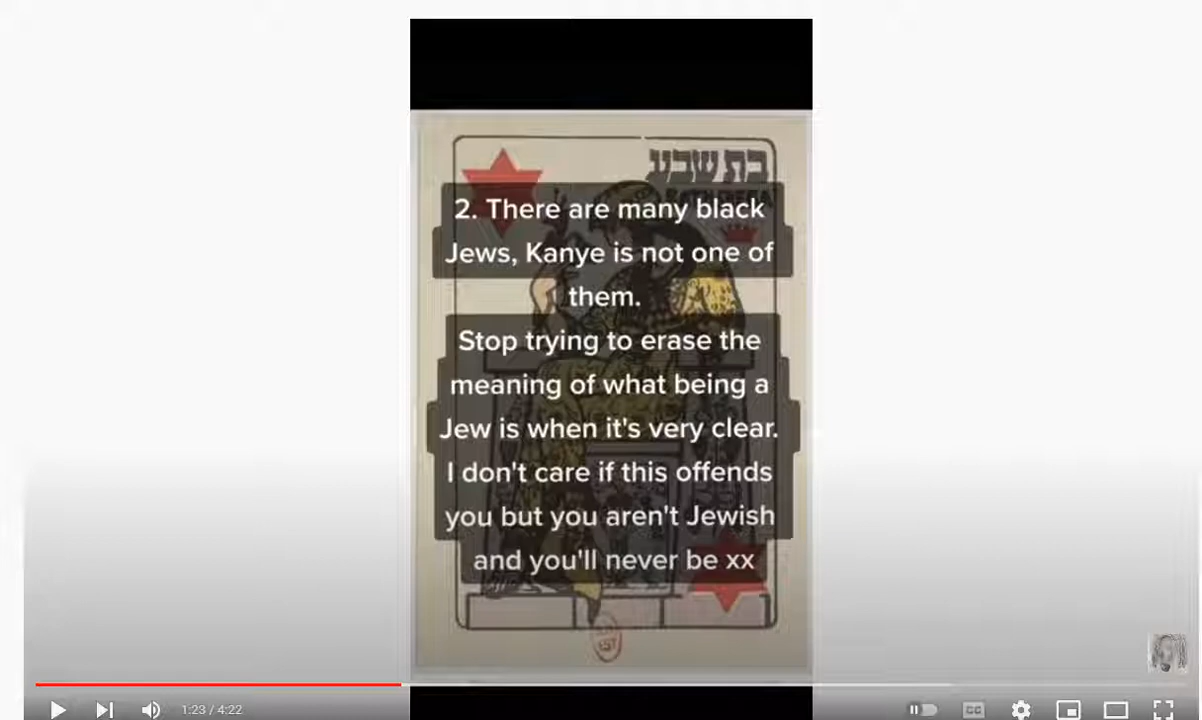 בת שבע
2. There are many black
Jews, Kanye is not one of
them.
Stop trying to erase the
meaning of what being a
Jew is when it's very clear.
I don't care if this offends
you but you aren't Jewish
and you'll never be xx
1:23 / 4:22
CC